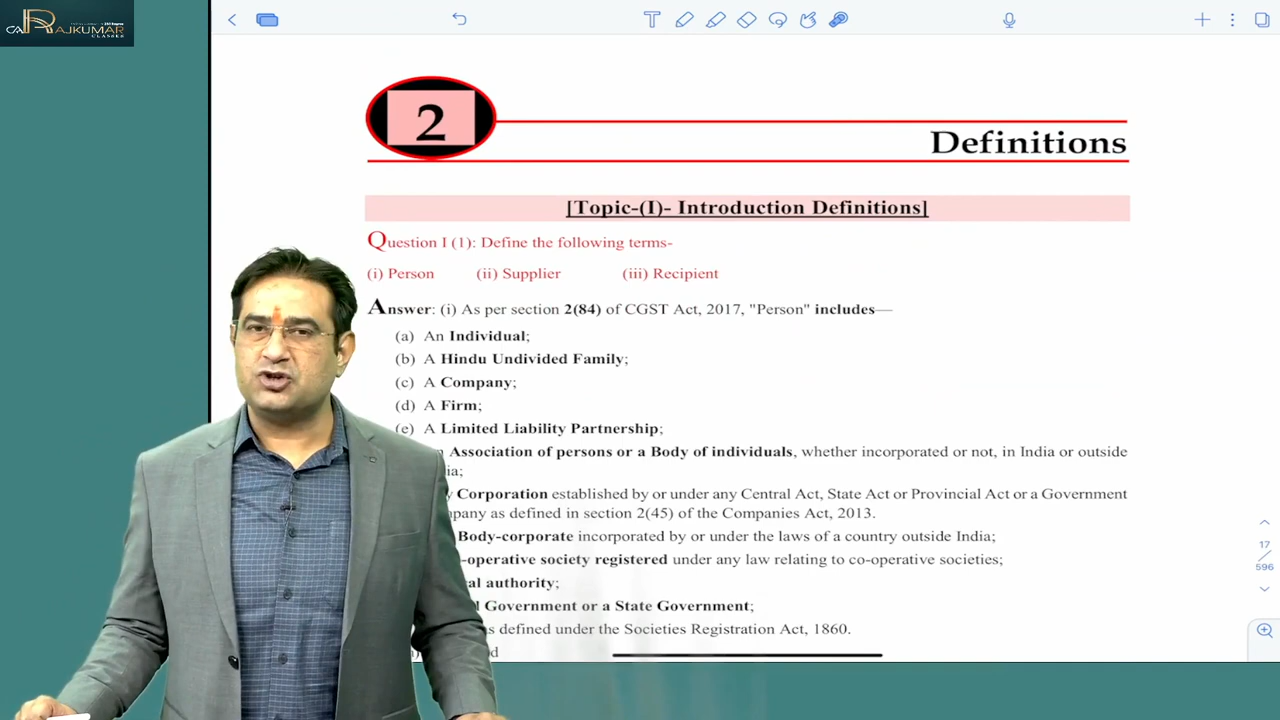 CA RAJKUMAR
CLASSES
2
Definitions
[Topic-(I)- Introduction Definitions]
Question I (1): Define the following terms-
(i) Person (ii) Supplier (iii) Recipient
Answer: (i) As per section 2(84) of CGST Act, 2017, "Person" includes—
(a) An Individual;
(b) A Hindu Undivided Family;
(c) A Company;
(d) A Firm;
(e) A Limited Liability Partnership;
Association of persons or a Body of individuals, whether incorporated or not, in India or outside
Corporation established by or under any Central Act, State Act or Provincial Act or a Government
as defined in section 2(45) of the Companies Act, 2013.
Body-corporate incorporated by or under the laws of a country outside India;
-operative society registered under any law relating to co-operative societies;
authority;
Government or a State Government;
as defined under the Societies Registration Act, 1860.
17
596